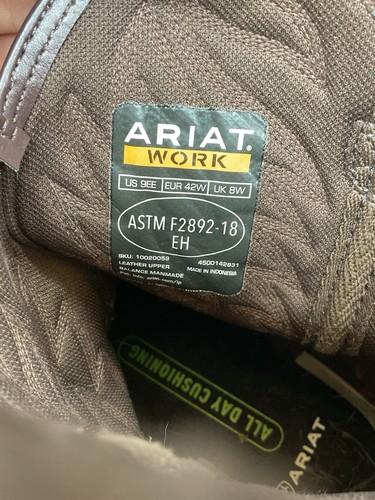 ARIAT.
WORK
US 9EE EUR 42W UK 8W
ASTM F2892-18
EH
SKU: 10020059 4500142831
LEATHER UPPER MADE IN INDONESIA
BALANCE MANMADE
ALL DAY CUSHIONING
ARIAT